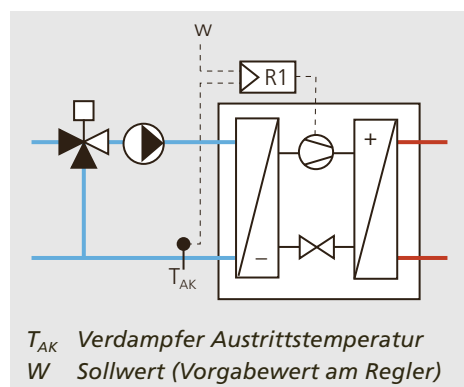 W
R1
+
–
T_AK
T_AK Verdampfer Austrittstemperatur
W Sollwert (Vorgabewert am Regler)